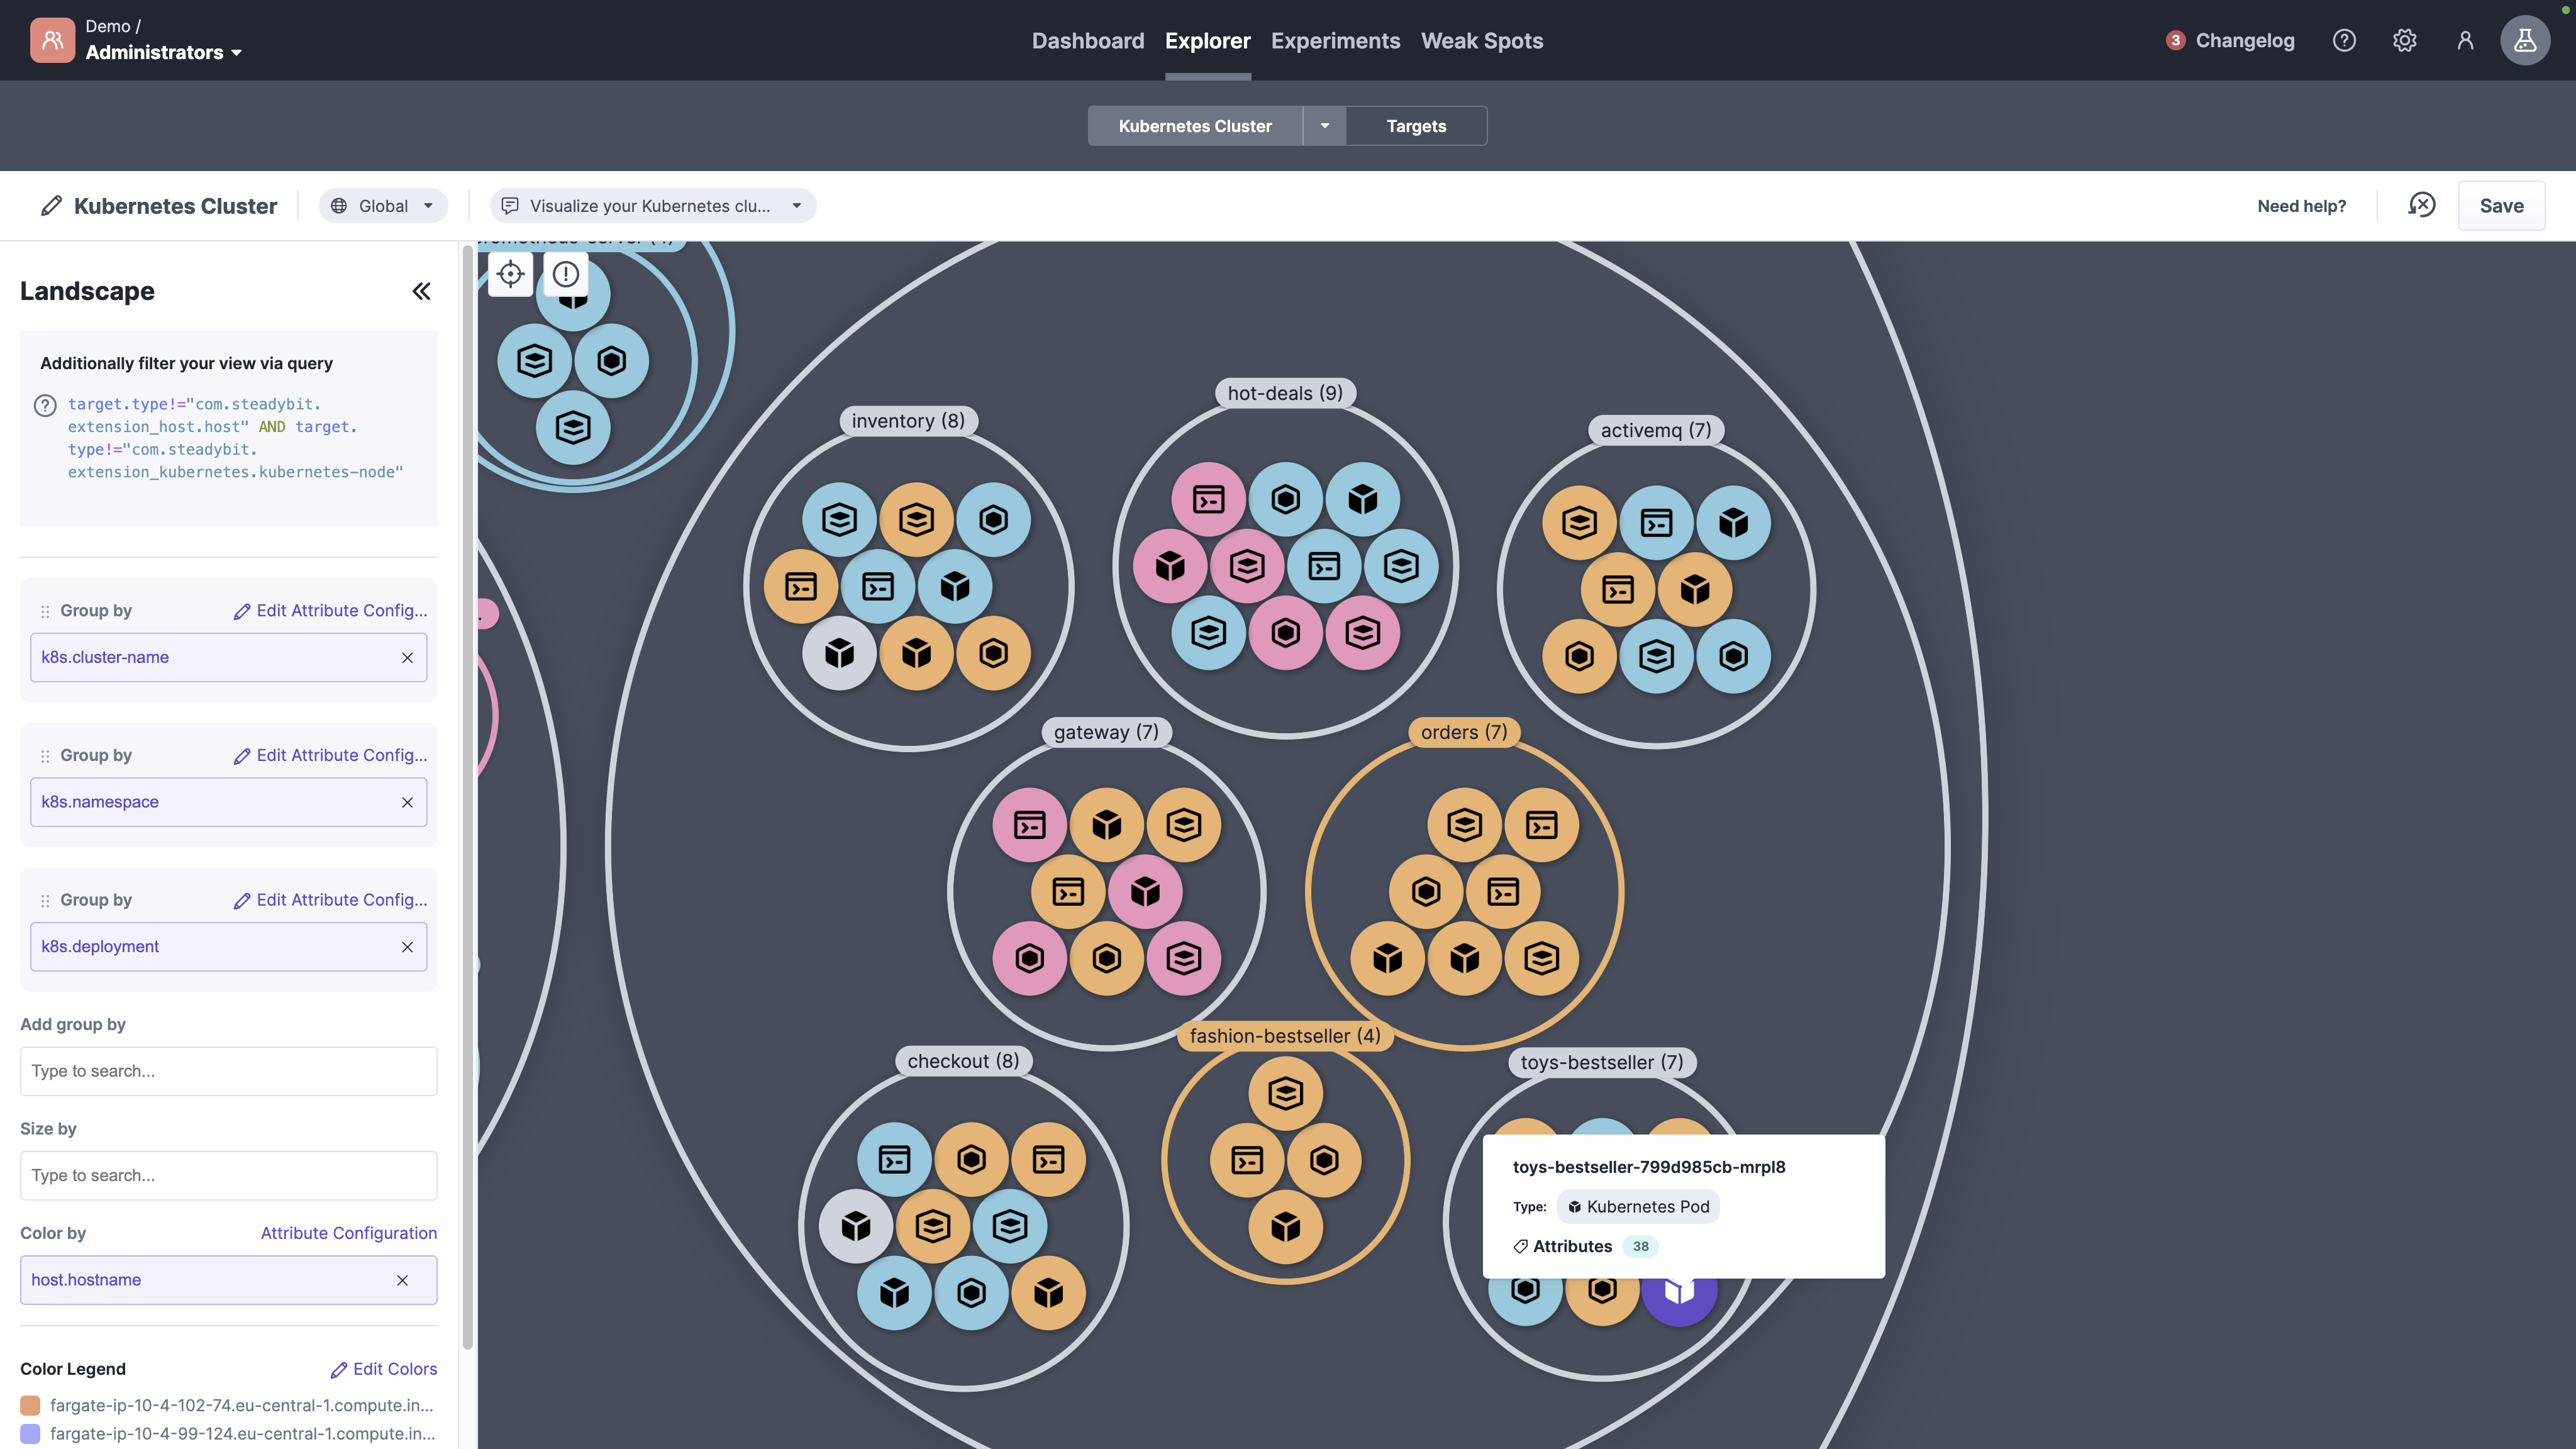 Demo /
Administrators
Dashboard Explorer Experiments Weak Spots
3 Changelog
Kubernetes Cluster
Targets
Kubernetes Cluster
Global
Visualize your Kubernetes clu...
Need help?
Save
Landscape
Additionally filter your view via query
target.type!="com.steadybit.
extension_host.host" AND target.
type!="com.steadybit.
extension_kubernetes.kubernetes-node"
Group by
Edit Attribute Config...
k8s.cluster-name
Group by
Edit Attribute Config...
k8s.namespace
Group by
Edit Attribute Config...
k8s.deployment
Add group by
Type to search...
Size by
Type to search...
Color by
Attribute Configuration
host.hostname
Color Legend
Edit Colors
fargate-ip-10-4-102-74.eu-central-1.compute.in...
fargate-ip-10-4-99-124.eu-central-1.compute.in...
inventory (8)
hot-deals (9)
activemq (7)
gateway (7)
orders (7)
checkout (8)
fashion-bestseller (4)
toys-bestseller (7)
toys-bestseller-799d985cb-mrpl8
Type: Kubernetes Pod
Attributes 38